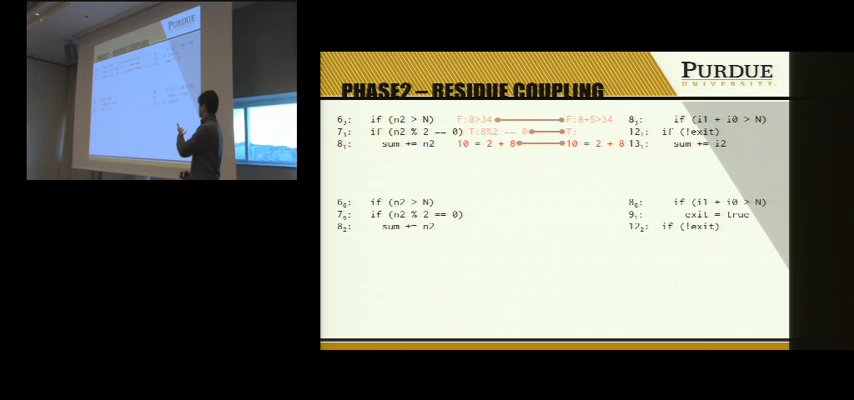 PURDUE
UNIVERSITY
PHASE2 – RESIDUE COUPLING
6₃: if (n2 > N) F:8>34 F:8+5>34 8₃: if (i1 + i0 > N)
7₃: if (n2 % 2 == 0) T:8%2 == 0 T: 12₁: if (!exit)
8₁: sum += n2 10 = 2 + 8 10 = 2 + 8 13₁: sum += i2
6₆: if (n2 > N) 8₆: if (i1 + i0 > N)
7₆: if (n2 % 2 == 0) 9₁: exit = true
8₂: sum += n2 12₂: if (!exit)